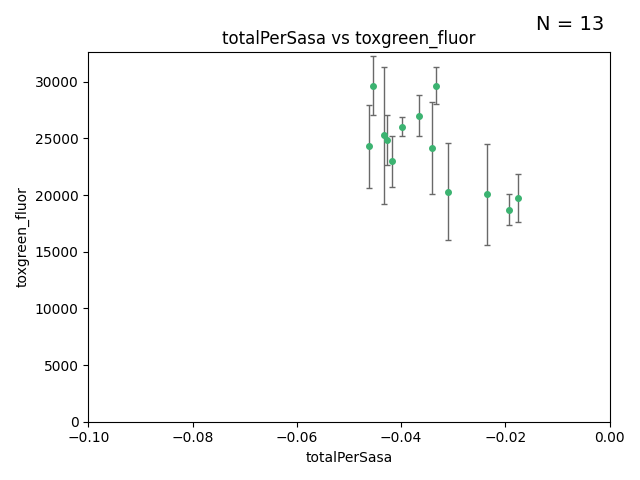 N = 13
totalPerSasa vs toxgreen_fluor
30000
25000
20000
15000
10000
5000
0
toxgreen_fluor
−0.10 −0.08 −0.06 −0.04 −0.02 0.00
totalPerSasa